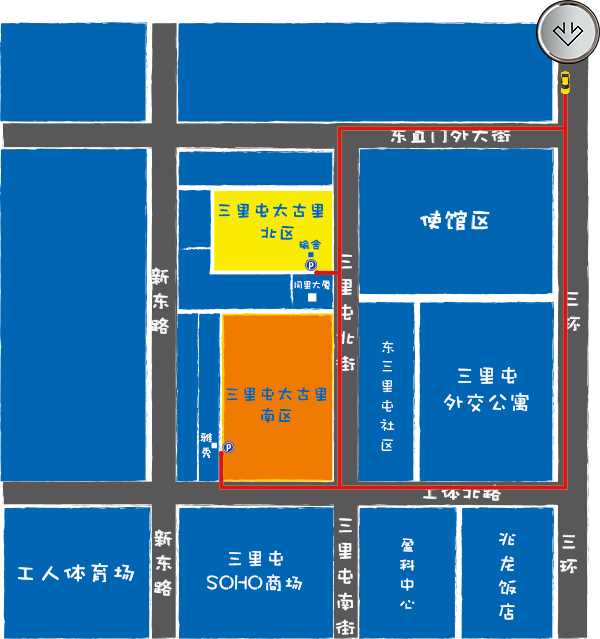 东直门外大街
三里屯太古里
北区
瑜舍
P
使馆区
同里大厦
新东路
三里屯北街
三环
东三里屯社区
三里屯
外交公寓
三里屯太古里
南区
雅秀
P
工体北路
工人体育场
新东路
三里屯
SOHO商场
三里屯南街
盈科中心
兆龙饭店
三环